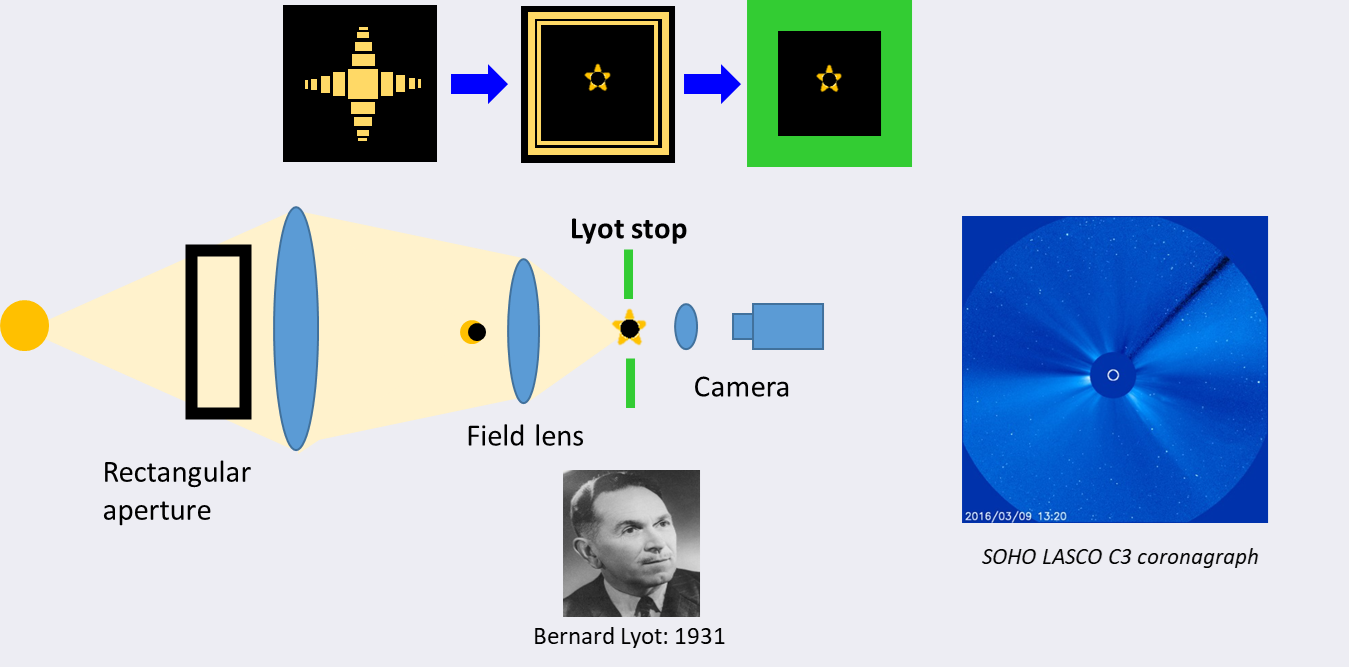 Lyot stop
Camera
Field lens
Rectangular
aperture
2016/03/09 13:20
SOHO LASCO C3 coronagraph
Bernard Lyot: 1931